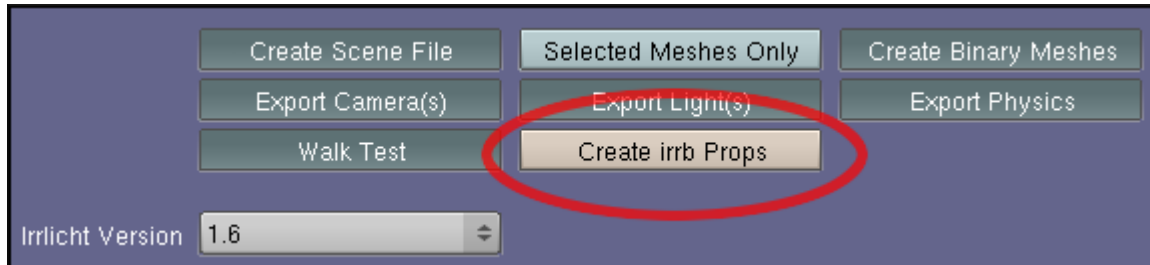 Create Scene File Selected Meshes Only Create Binary Meshes
Export Camera(s) Export Light(s) Export Physics
Walk Test Create irrb Props
Irrlicht Version 1.6